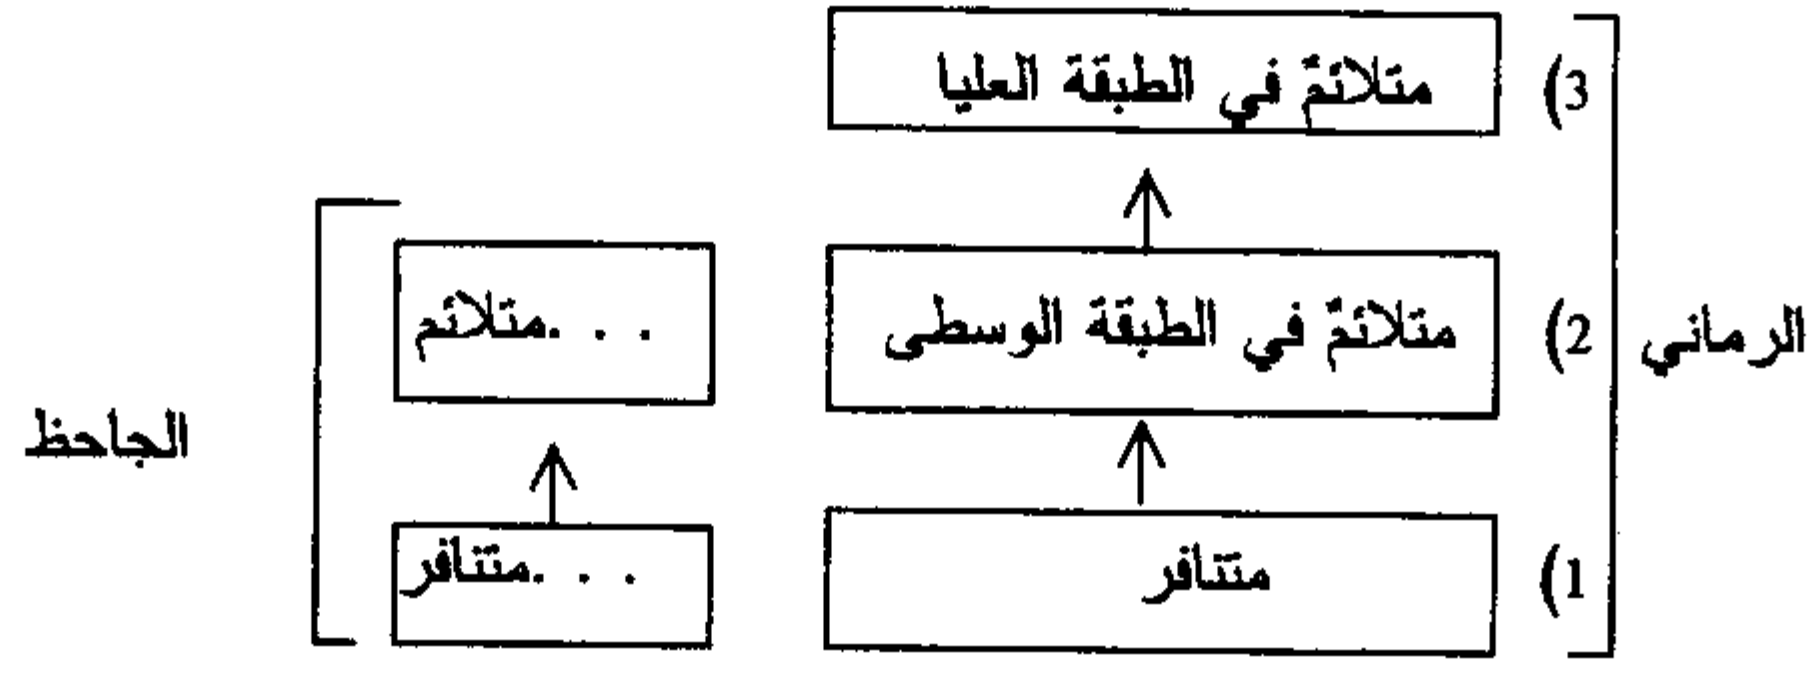 3) متلائمٌ في الطبقة العليا
الرماني
2) متلائمٌ في الطبقة الوسطى
. . .متلائم
الجاحظ
1) متنافر
. . .متنافر